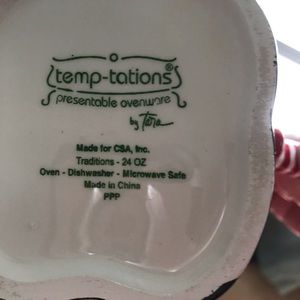 temp-tations®
presentable ovenware
by Tara
Made for CSA, Inc.
Traditions - 24 OZ
Oven - Dishwasher - Microwave Safe
Made in China
PPP